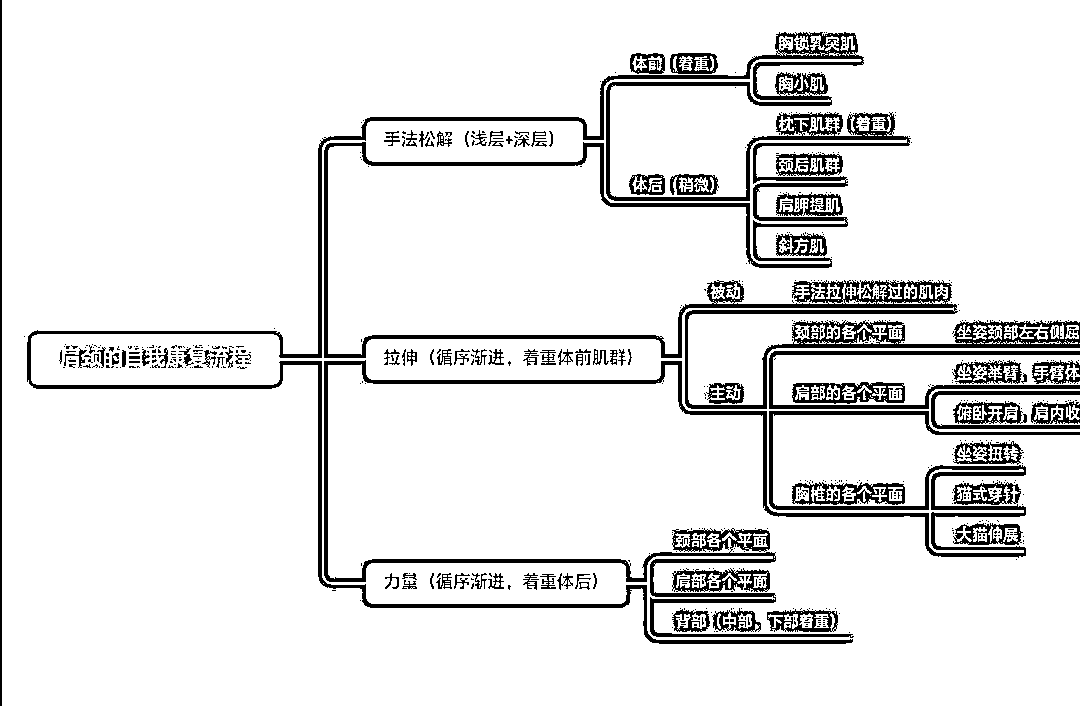 肩颈的自我康复流程
手法松解（浅层+深层）
体前（着重）
胸锁乳突肌
胸小肌
体后（稍微）
枕下肌群（着重）
颈后肌群
肩胛提肌
斜方肌
拉伸（循序渐进，着重体前肌群）
被动
手法拉伸松解过的肌肉
主动
颈部的各个平面
坐姿颈部左右侧屈
肩部的各个平面
坐姿举臂，手臂体
俯卧开肩，肩内收
胸椎的各个平面
坐姿扭转
猫式穿针
大猫伸展
力量（循序渐进，着重体后）
颈部各个平面
肩部各个平面
背部（中部、下部着重）